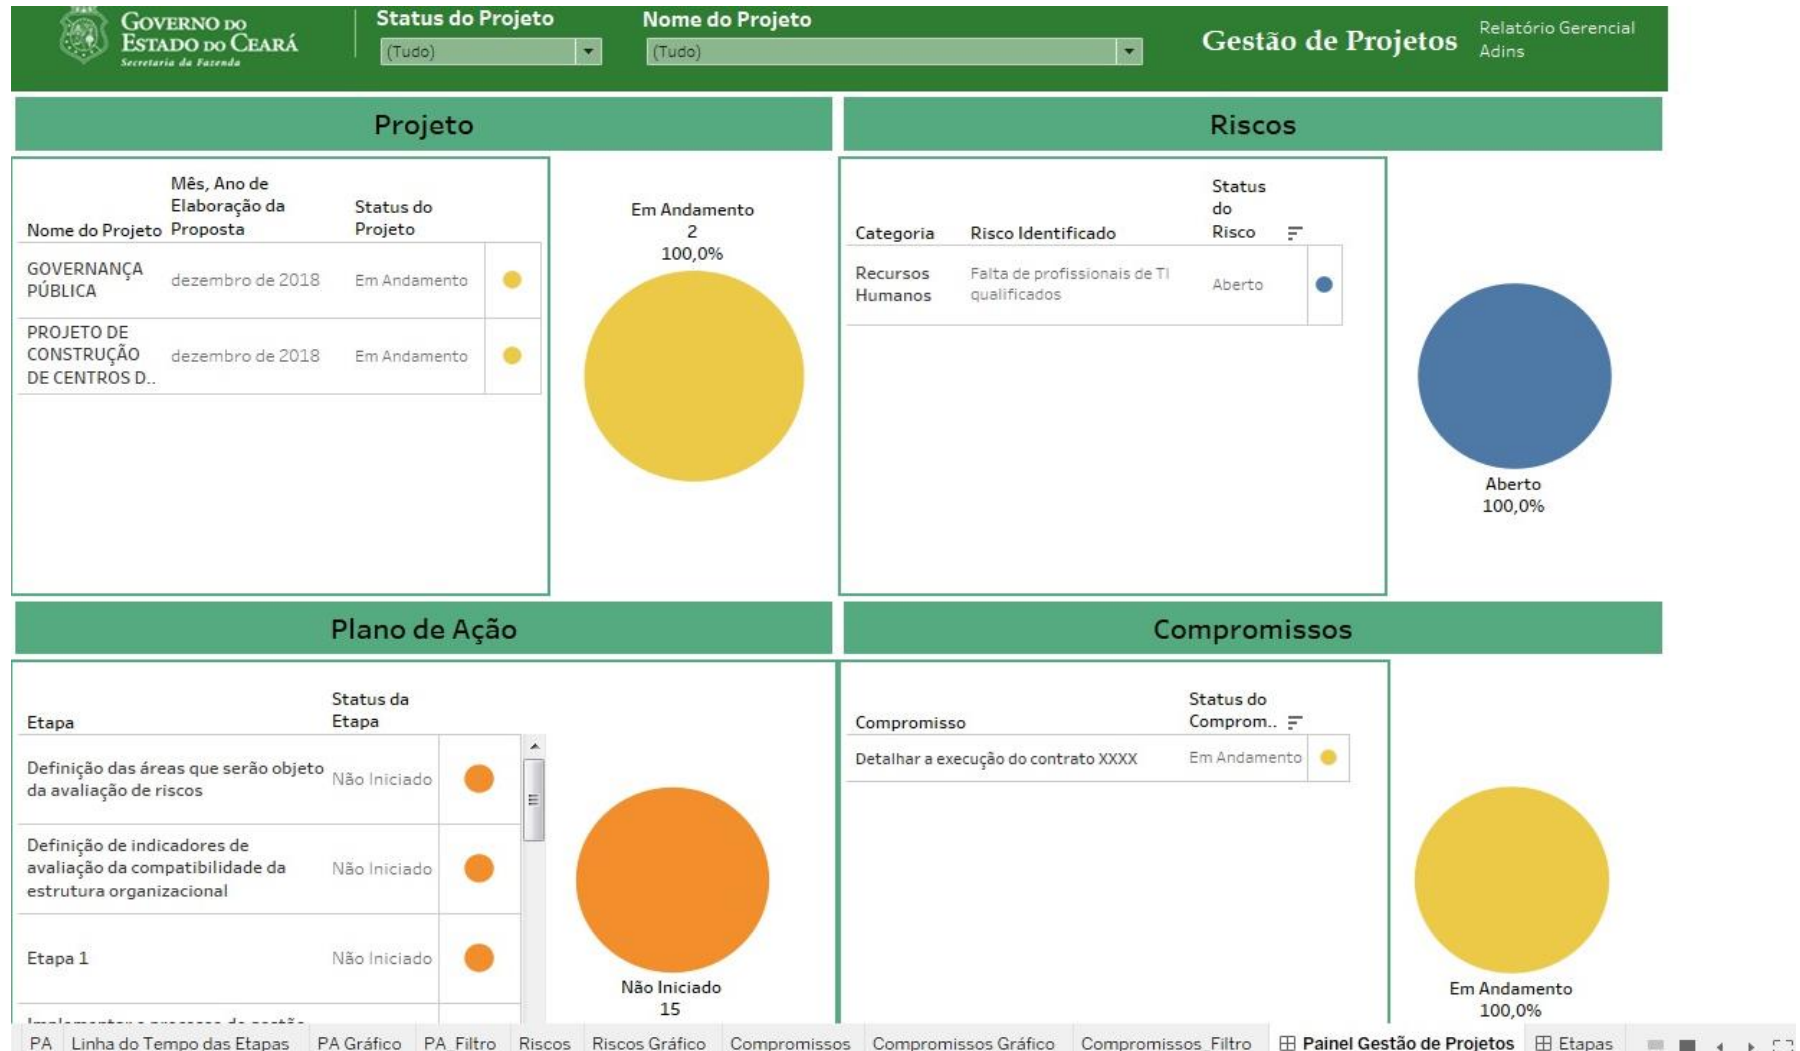 GOVERNO DO
ESTADO DO CEARÁ
Secretaria da Fazenda
Status do Projeto
(Tudo)
Nome do Projeto
(Tudo)
Gestão de Projetos
Relatório Gerencial
Adins
Projeto
Nome do Projeto
Mês, Ano de
Elaboração da
Proposta
Status do
Projeto
GOVERNANÇA
PÚBLICA
dezembro de 2018
Em Andamento
PROJETO DE
CONSTRUÇÃO
DE CENTROS D..
dezembro de 2018
Em Andamento
Em Andamento
2
100,0%
Riscos
Categoria
Risco Identificado
Status
do
Risco
Recursos
Humanos
Falta de profissionais de TI
qualificados
Aberto
Aberto
100,0%
Plano de Ação
Etapa
Status da
Etapa
Definição das áreas que serão objeto
da avaliação de riscos
Não Iniciado
Definição de indicadores de
avaliação da compatibilidade da
estrutura organizacional
Não Iniciado
Etapa 1
Não Iniciado
Não Iniciado
15
Compromissos
Compromisso
Status do
Comprom..
Detalhar a execução do contrato XXXX
Em Andamento
Em Andamento
100,0%
PA
Linha do Tempo das Etapas
PA Gráfico
PA_Filtro
Riscos
Riscos Gráfico
Compromissos
Compromissos Gráfico
Compromissos_Filtro
Painel Gestão de Projetos
Etapas